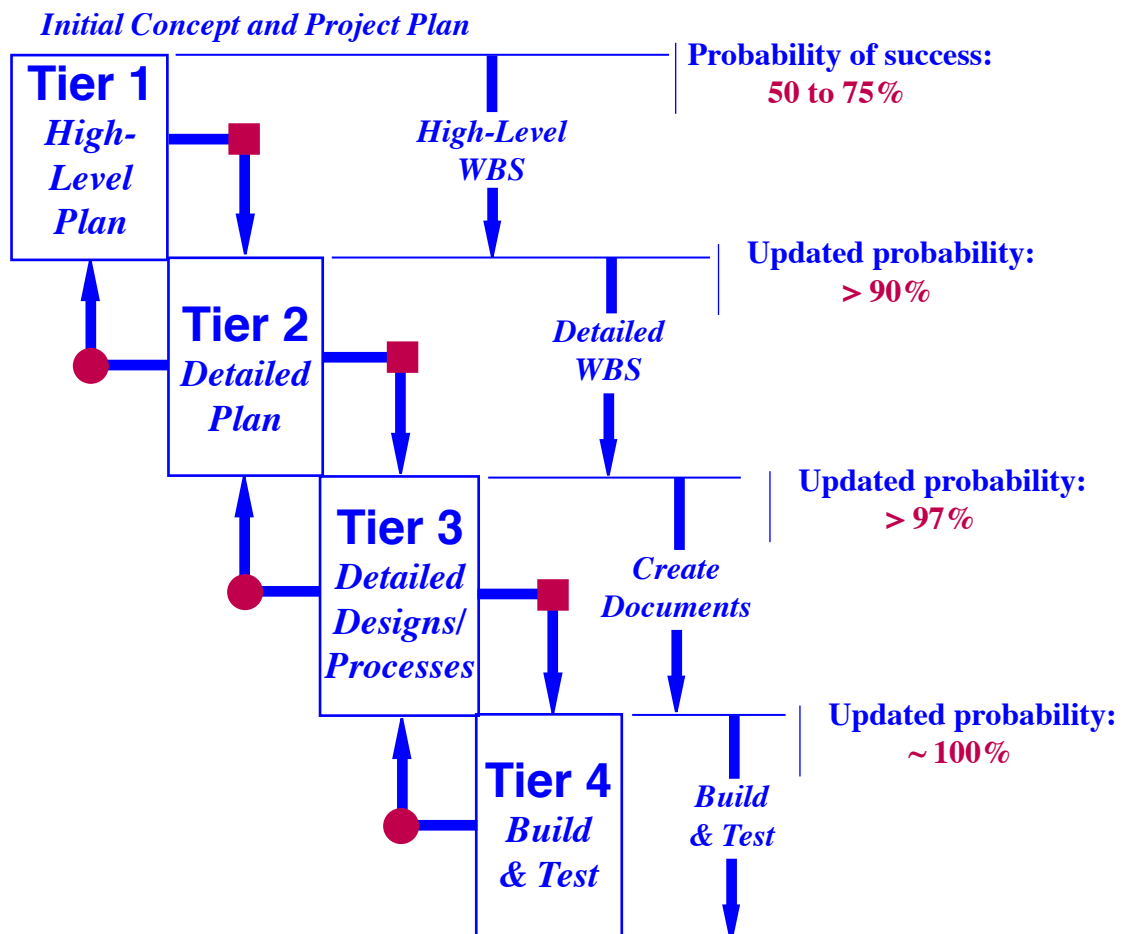 Initial Concept and Project Plan
Probability of success:
50 to 75%
Tier 1
High-
Level
Plan
High-Level
WBS
Updated probability:
> 90%
Tier 2
Detailed
Plan
Detailed
WBS
Updated probability:
> 97%
Tier 3
Detailed
Designs/
Processes
Create
Documents
Updated probability:
~ 100%
Tier 4
Build
& Test
Build
& Test